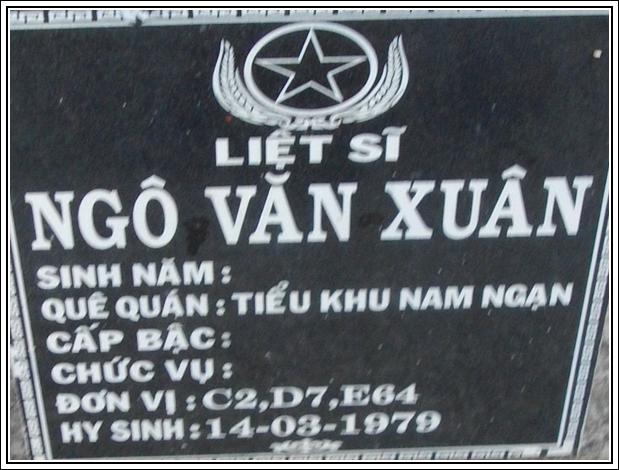 LIỆT SĨ
NGÔ VĂN XUÂN
SINH NĂM :
QUÊ QUÁN : TIỂU KHU NAM NGẠN
CẤP BẬC :
CHỨC VỤ :
ĐƠN VỊ : C2,D7,E64
HY SINH : 14-03-1979